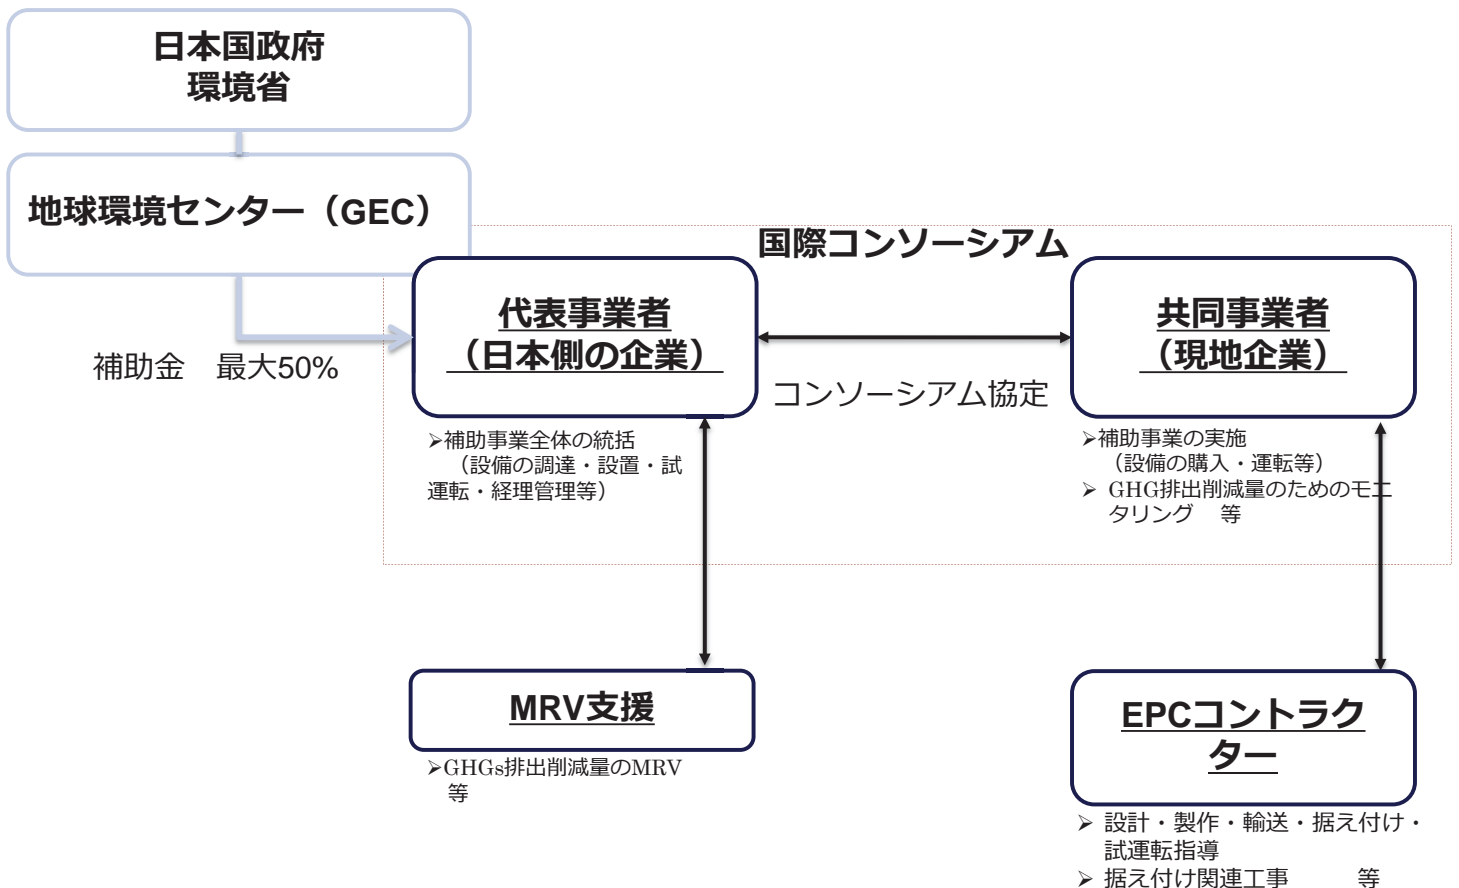 日本国政府
環境省
地球環境センター（GEC）
国際コンソーシアム
代表事業者
（日本側の企業）
共同事業者
（現地企業）
補助金　最大50%
コンソーシアム協定
➢補助事業全体の統括
（設備の調達・設置・試
運転・経理管理等）
➢補助事業の実施
（設備の購入・運転等）
➢ GHG排出削減量のためのモニ
タリング　等
MRV支援
➢GHGs排出削減量のMRV
等
EPCコントラク
ター
➢ 設計・製作・輸送・据え付け・
試運転指導
➢ 据え付け関連工事　　等